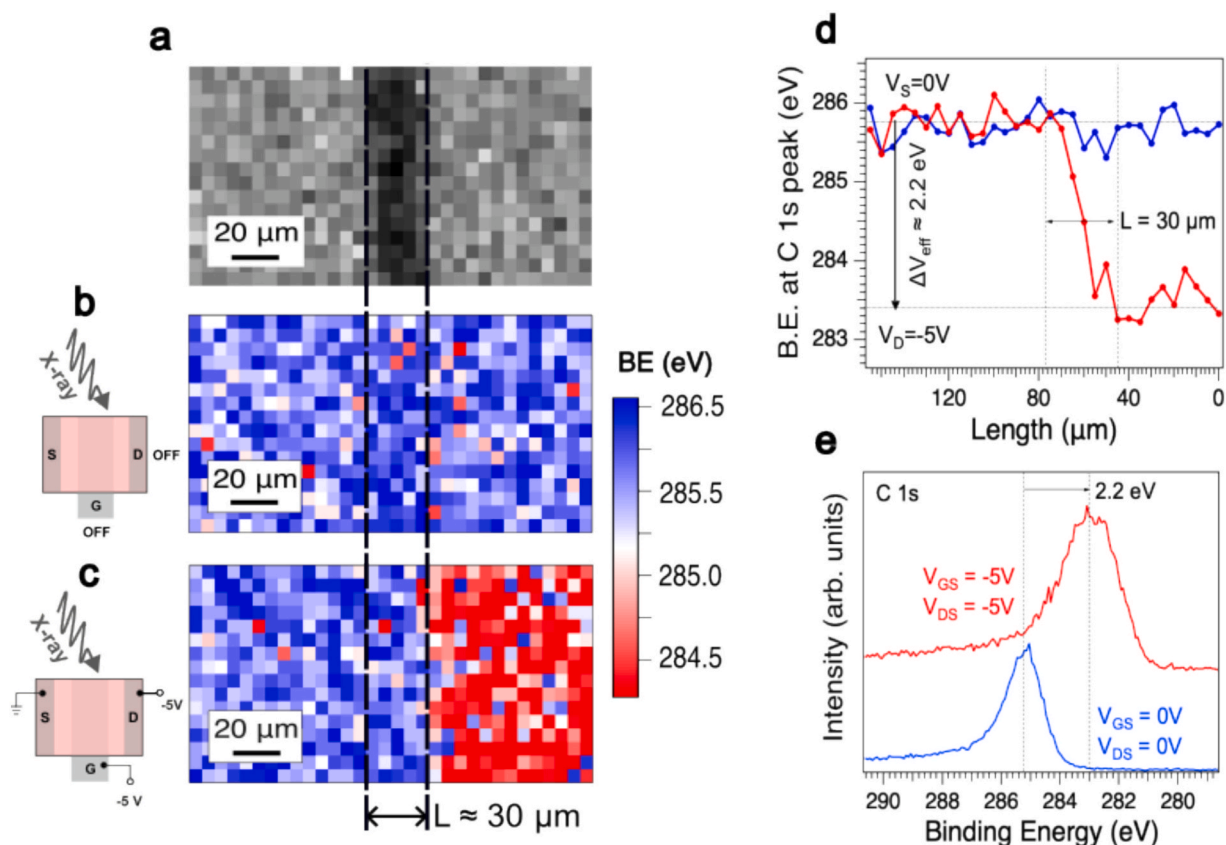 a
20 μm
b
X-ray
S
D
OFF
G
OFF
20 μm
BE (eV)
286.5
285.5
285.0
284.5
c
X-ray
S
D
-5V
G
-5 V
20 μm
L ≈ 30 μm
d
B.E. at C 1s peak (eV)
286
285
284
283
V_S=0V
ΔV_eff ≈ 2.2 eV
V_D=-5V
L = 30 μm
120
80
40
0
Length (μm)
e
Intensity (arb. units)
C 1s
2.2 eV
V_GS = -5V
V_DS = -5V
V_GS = 0V
V_DS = 0V
290
288
286
284
282
280
Binding Energy (eV)